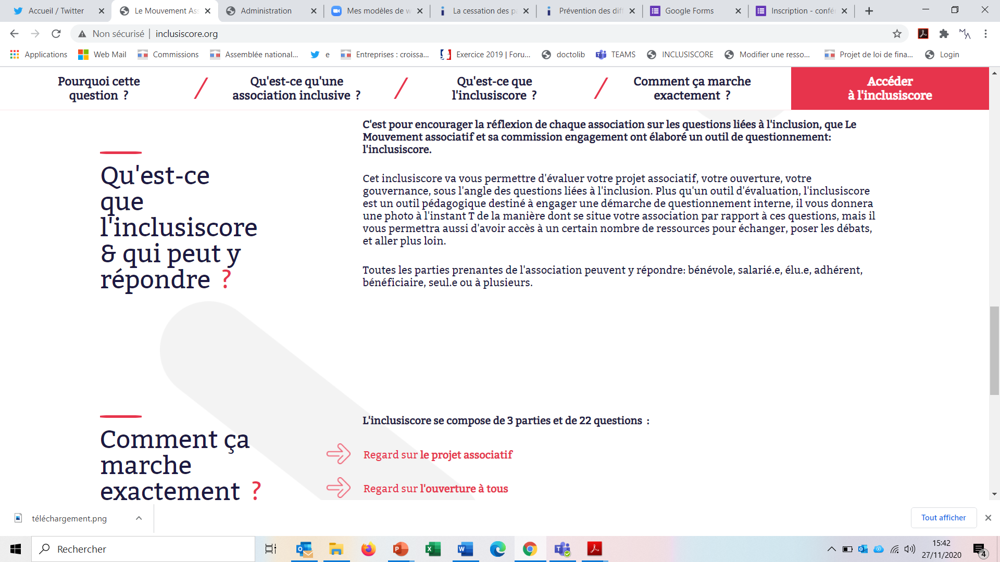 Accueil / Twitter
Le Mouvement As
Administration
Mes modèles de w
La cessation des p
Prévention des diff
Google Forms
Inscription - confé
Non sécurisé | inclusiscore.org
Applications
Web Mail
Commissions
Assemblée national...
e
Entreprises : croissa...
Exercice 2019 | Foru...
doctolib
TEAMS
INCLUSISCORE
Modifier une resso...
Projet de loi de fina...
Login
Pourquoi cette
question ?
Qu'est-ce qu'une
association inclusive ?
Qu'est-ce que
l'inclusiscore ?
Comment ça marche
exactement ?
Accéder
à l'inclusiscore
Qu'est-ce
que
l'inclusiscore
& qui peut y
répondre ?
C'est pour encourager la réflexion de chaque association sur les questions liées à l'inclusion, que Le
Mouvement associatif et sa commission engagement ont élaboré un outil de questionnement:
l'inclusiscore.
Cet inclusiscore va vous permettre d'évaluer votre projet associatif, votre ouverture, votre
gouvernance, sous l'angle des questions liées à l'inclusion. Plus qu'un outil d'évaluation, l'inclusiscore
est un outil pédagogique destiné à engager une démarche de questionnement interne, il vous donnera
une photo à l'instant T de la manière dont se situe votre association par rapport à ces questions, mais il
vous permettra aussi d'avoir accès à un certain nombre de ressources pour échanger, poser les débats,
et aller plus loin.
Toutes les parties prenantes de l'association peuvent y répondre: bénévole, salarié.e, élu.e, adhérent,
bénéficiaire, seul.e ou à plusieurs.
Comment ça
marche
exactement ?
L'inclusiscore se compose de 3 parties et de 22 questions :
Regard sur le projet associatif
Regard sur l'ouverture à tous
téléchargement.png
Tout afficher
Rechercher
15:42
27/11/2020
4